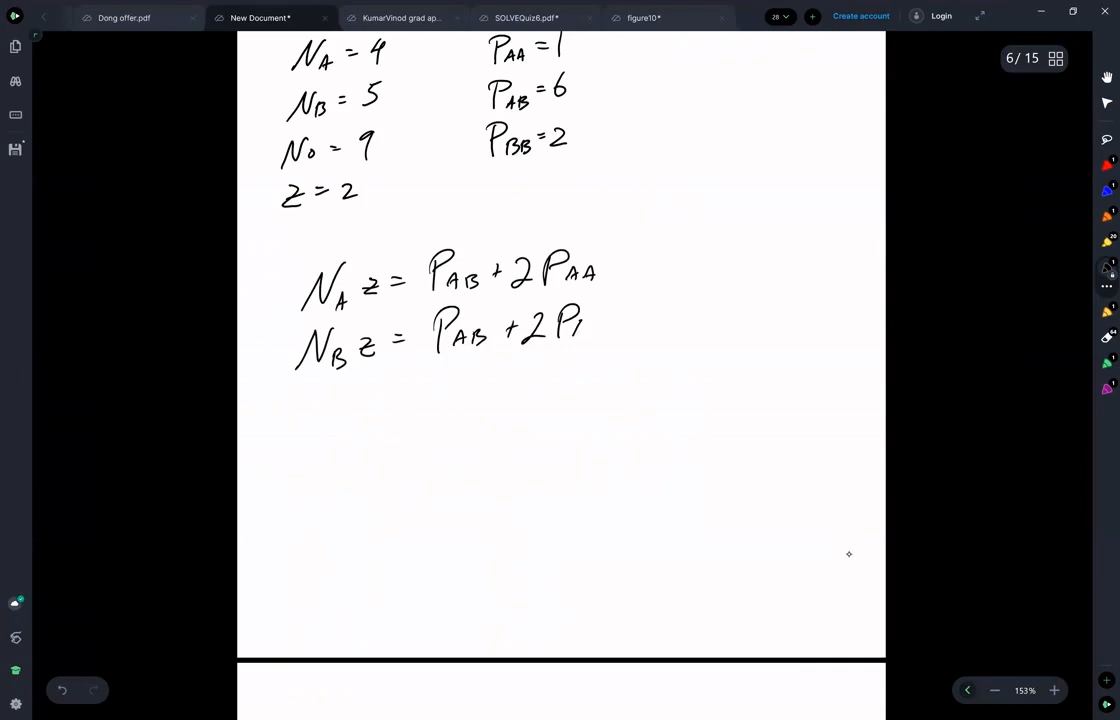 Dong offer.pdf New Document* KumarVinod grad ap... SOLVEQuiz6.pdf* figure10* 28 Create account Login
6 / 15
N_A = 4 P_AA = 1
N_B = 5 P_AB = 6
N_0 = 9 P_BB = 2
z = 2
N_A z = P_AB + 2 P_AA
N_B z = P_AB + 2 P
153%